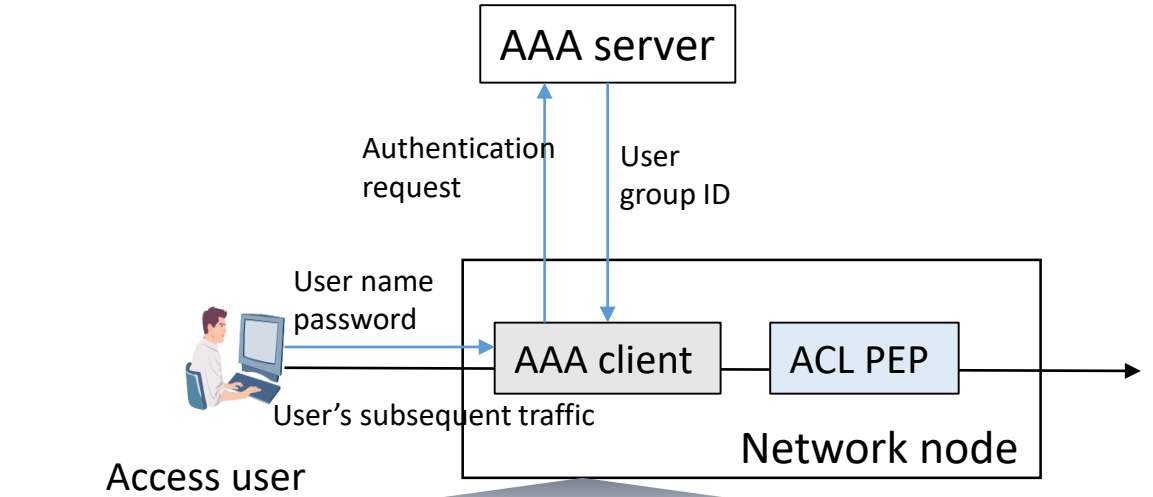 AAA server
Authentication
request
User
group ID
User name
password
AAA client
ACL PEP
User’s subsequent traffic
Network node
Access user